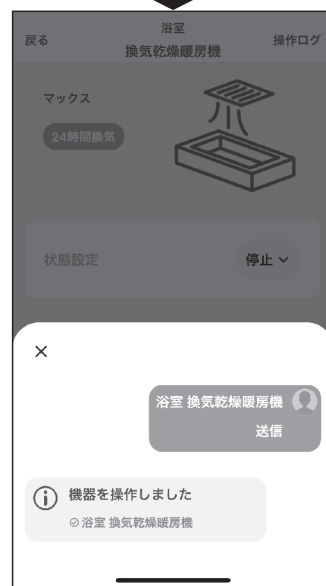 浴室
戻る
換気乾燥暖房機
操作ログ
マックス
24時間換気
状態設定
停止
×
浴室 換気乾燥暖房機
送信
機器を操作しました
浴室 換気乾燥暖房機